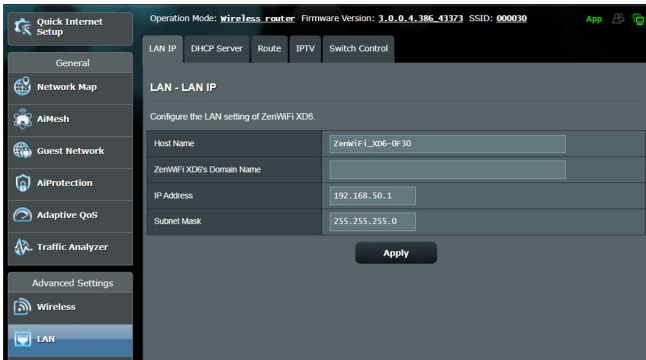 Quick Internet
Setup
Operation Mode: Wireless router Firmware Version: 3.0.0.4.386_43373 SSID: 000030
App
LAN IP DHCP Server Route IPTV Switch Control
General
Network Map
AiMesh
Guest Network
AiProtection
Adaptive QoS
Traffic Analyzer
Advanced Settings
Wireless
LAN
LAN - LAN IP
Configure the LAN setting of ZenWiFi XD6.
Host Name ZenWiFi_XD6-0F30
ZenWiFi XD6's Domain Name
IP Address 192.168.50.1
Subnet Mask 255.255.255.0
Apply